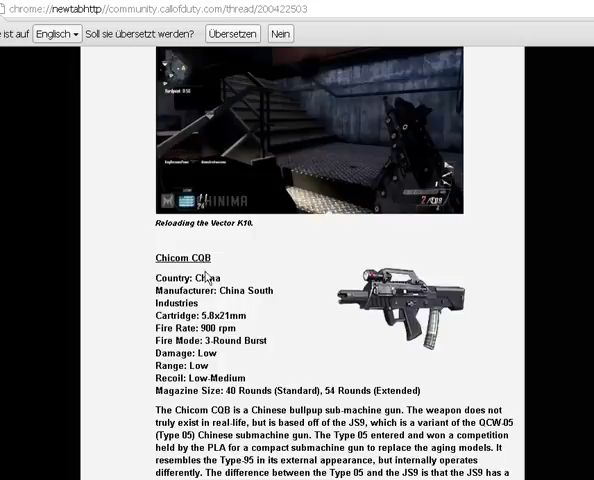 chrome://newtabhttp//community.callofduty.com/thread/200422503
e ist auf Englisch Soll sie übersetzt werden? Übersetzen Nein
MACHINIMA
Reloading the Vector K10.
Chicom CQB
Country: China
Manufacturer: China South
Industries
Cartridge: 5.8x21mm
Fire Rate: 900 rpm
Fire Mode: 3-Round Burst
Damage: Low
Range: Low
Recoil: Low-Medium
Magazine Size: 40 Rounds (Standard), 54 Rounds (Extended)
The Chicom CQB is a Chinese bullpup sub-machine gun. The weapon does not
truly exist in real-life, but is based off of the JS9, which is a variant of the QCW-05
(Type 05) Chinese submachine gun. The Type 05 entered and won a competition
held by the PLA for a compact submachine gun to replace the aging models. It
resembles the Type-95 in its external appearance, but internally operates
differently. The difference between the Type 05 and the JS9 is that the JS9 has a